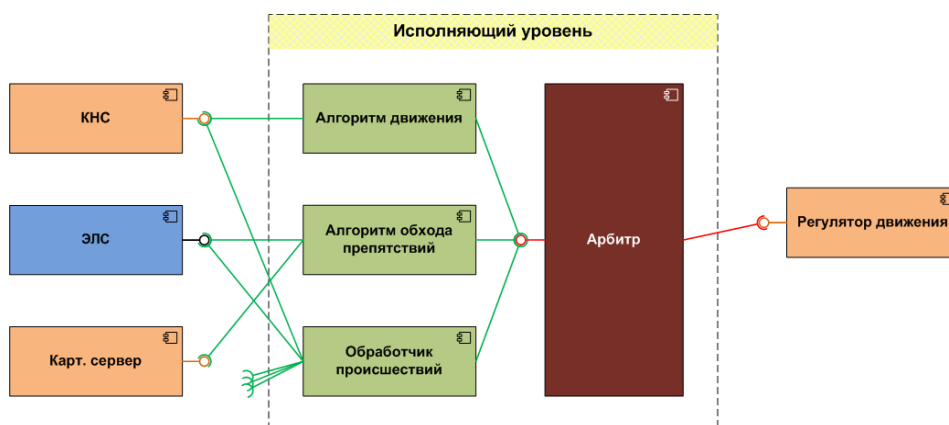 Исполняющий уровень
КНС
Алгоритм движения
ЭЛС
Алгоритм обхода
препятствий
Арбитр
Регулятор движения
Карт. сервер
Обработчик
происшествий